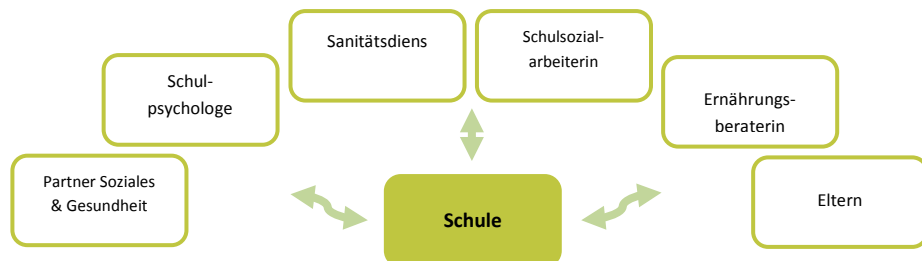 Sanitätsdiens
Schulsozial-
arbeiterin
Schul-
psychologe
Ernährungs-
beraterin
Partner Soziales
& Gesundheit
Schule
Eltern